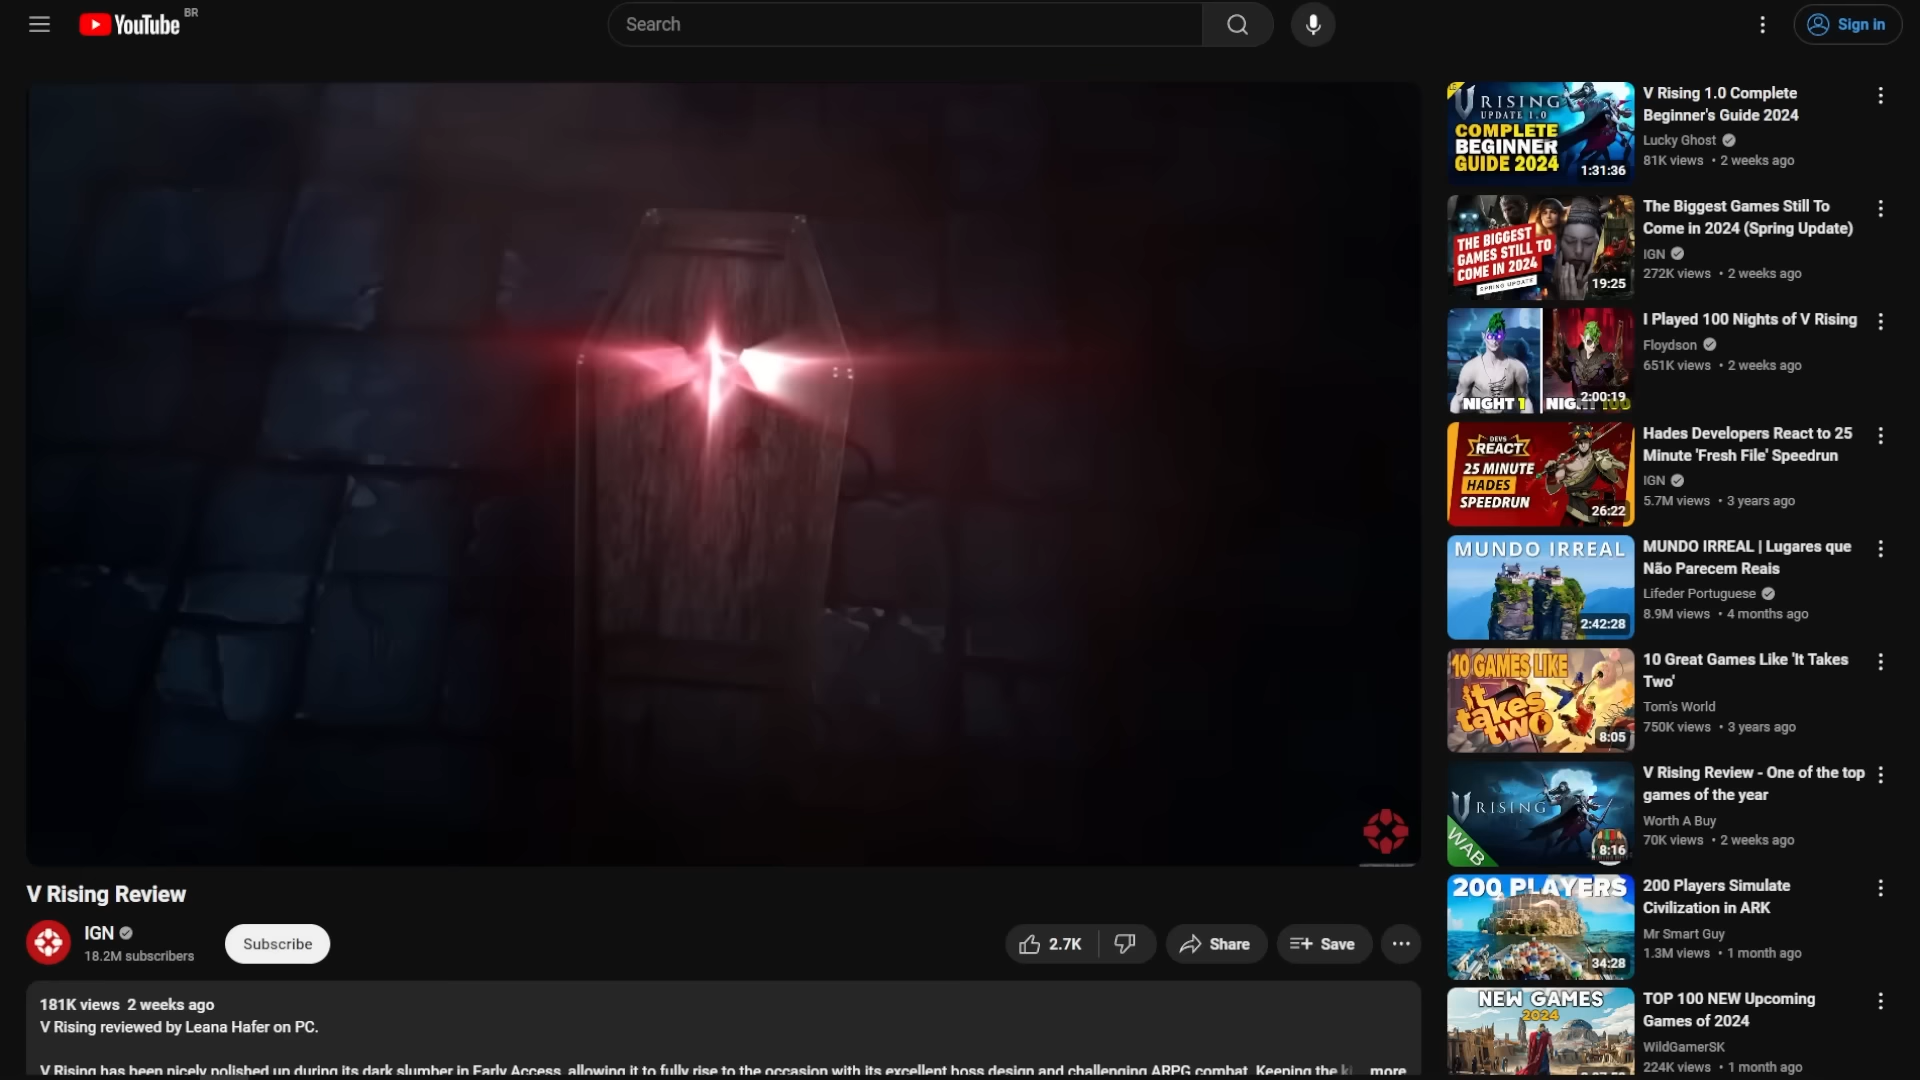 YouTube BR
Search
Sign in
V RISING
UPDATE 1.0
COMPLETE
BEGINNER
GUIDE 2024
1:31:36
V Rising 1.0 Complete
Beginner's Guide 2024
Lucky Ghost
81K views • 2 weeks ago
THE BIGGEST
GAMES STILL TO
COME IN 2024
SPRING UPDATE
19:25
The Biggest Games Still To
Come in 2024 (Spring Update)
IGN
272K views • 2 weeks ago
NIGHT 1
2:00:19
I Played 100 Nights of V Rising
Floydson
651K views • 2 weeks ago
DEVS
REACT
25 MINUTE
HADES
SPEEDRUN
26:22
Hades Developers React to 25
Minute 'Fresh File' Speedrun
IGN
5.7M views • 3 years ago
MUNDO IRREAL
2:42:28
MUNDO IRREAL | Lugares que
Não Parecem Reais
Lifeder Portuguese
8.9M views • 4 months ago
10 GAMES LIKE
it
takes
two
8:05
10 Great Games Like 'It Takes
Two'
Tom's World
750K views • 3 years ago
V RISING
WAB
8:16
V Rising Review - One of the top
games of the year
Worth A Buy
70K views • 2 weeks ago
200 PLAYERS
34:28
200 Players Simulate
Civilization in ARK
Mr Smart Guy
1.3M views • 1 month ago
NEW GAMES
2024
TOP 100 NEW Upcoming
Games of 2024
WildGamerSK
224K views • 1 month ago
V Rising Review
IGN
18.2M subscribers
Subscribe
2.7K
Share
Save
181K views 2 weeks ago
V Rising reviewed by Leana Hafer on PC.
V Rising has been nicely polished up during its dark slumber in Early Access, allowing it to fully rise to the occasion with its excellent boss design and challenging ARPG combat. Keeping the
...more